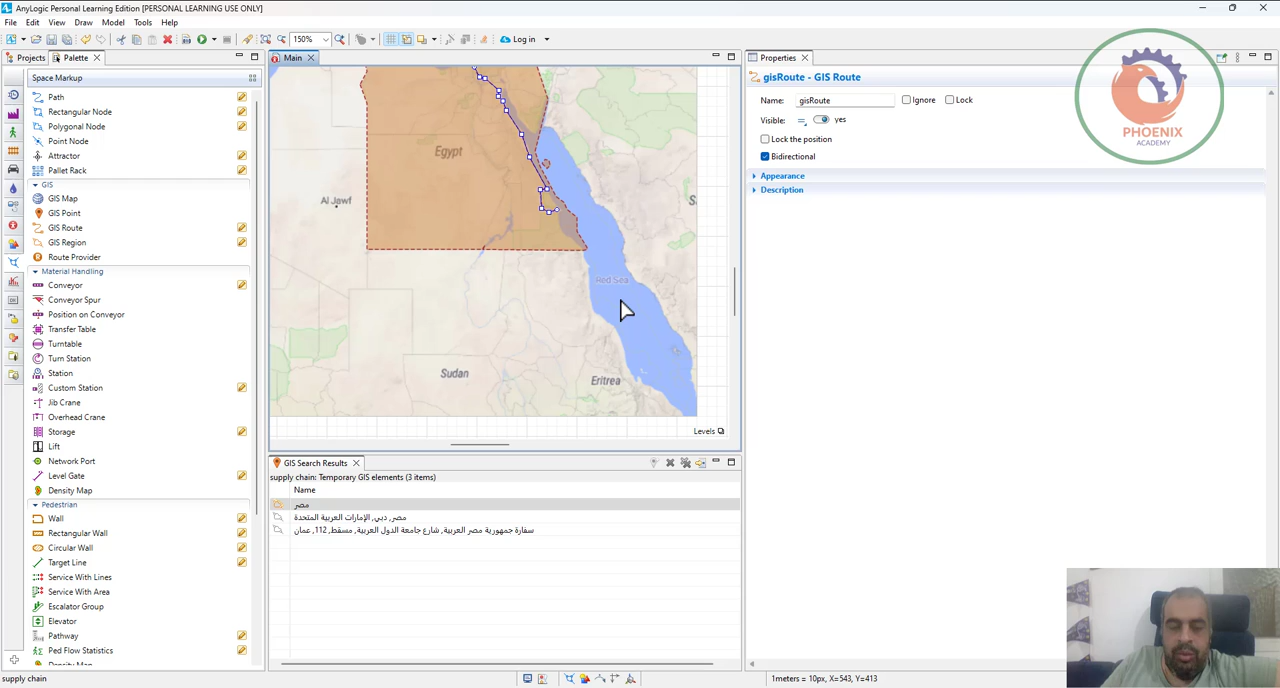 AnyLogic Personal Learning Edition [PERSONAL LEARNING USE ONLY]
File Edit View Draw Model Tools Help
150% Log in
Projects Palette Main Properties
Space Markup
Path
Rectangular Node
Polygonal Node
Point Node
Attractor
Pallet Rack
GIS
GIS Map
GIS Point
GIS Route
GIS Region
Route Provider
Material Handling
Conveyor
Conveyor Spur
Position on Conveyor
Transfer Table
Turntable
Turn Station
Station
Custom Station
Jib Crane
Overhead Crane
Storage
Lift
Network Port
Level Gate
Density Map
Pedestrian
Wall
Rectangular Wall
Circular Wall
Target Line
Service With Lines
Service With Area
Escalator Group
Elevator
Pathway
Ped Flow Statistics
Density Map
supply chain
Egypt
Al Jawf
Red Sea
Sudan
Eritrea
Levels
GIS Search Results
supply chain: Temporary GIS elements (3 items)
Name
مصر
مصر, دبي, الإمارات العربية المتحدة
سفارة جمهورية مصر العربية, شارع جامعة الدول العربية, مسقط, 112, عمان
gisRoute - GIS Route
Name: gisRoute Ignore Lock
Visible: yes
Lock the position
Bidirectional
Appearance
Description
1meters = 10px, X=543, Y=413
PHOENIX
ACADEMY